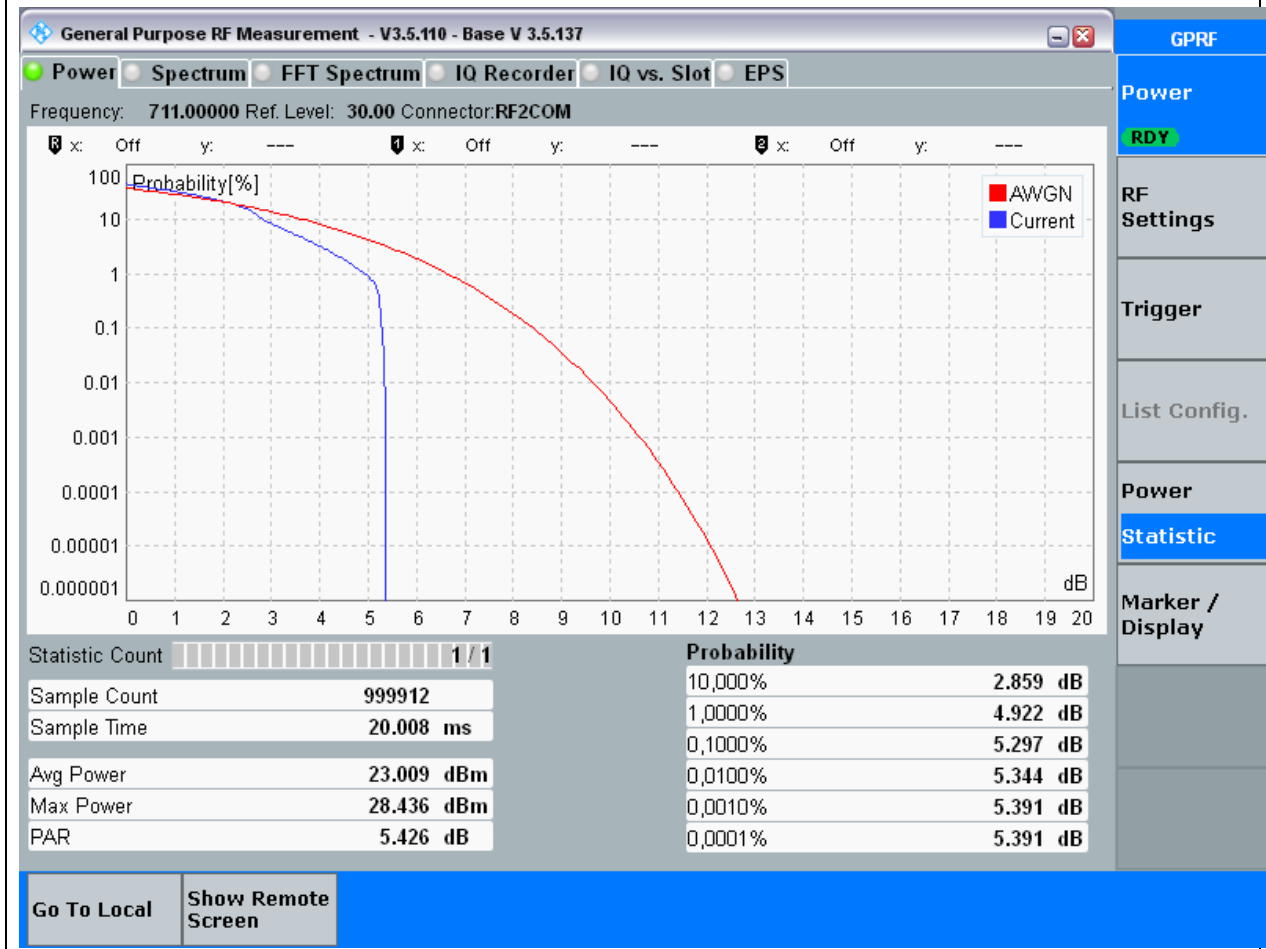 General Purpose RF Measurement - V3.5.110 - Base V 3.5.137
GPRF
Power Spectrum FFT Spectrum IQ Recorder IQ vs. Slot EPS
Frequency: 711.00000 Ref. Level: 30.00 Connector:RF2COM
R x: Off y: --- 1 x: Off y: --- 2 x: Off y: ---
Probability[%]
AWGN
Current
100
10
1
0.1
0.01
0.001
0.0001
0.00001
0.000001
dB
0 1 2 3 4 5 6 7 8 9 10 11 12 13 14 15 16 17 18 19 20
Statistic Count 1 / 1
Sample Count 999912
Sample Time 20.008 ms
Avg Power 23.009 dBm
Max Power 28.436 dBm
PAR 5.426 dB
Probability
10,000% 2.859 dB
1,0000% 4.922 dB
0,1000% 5.297 dB
0,0100% 5.344 dB
0,0010% 5.391 dB
0,0001% 5.391 dB
Power
RDY
RF
Settings
Trigger
List Config.
Power
Statistic
Marker /
Display
Go To Local
Show Remote
Screen